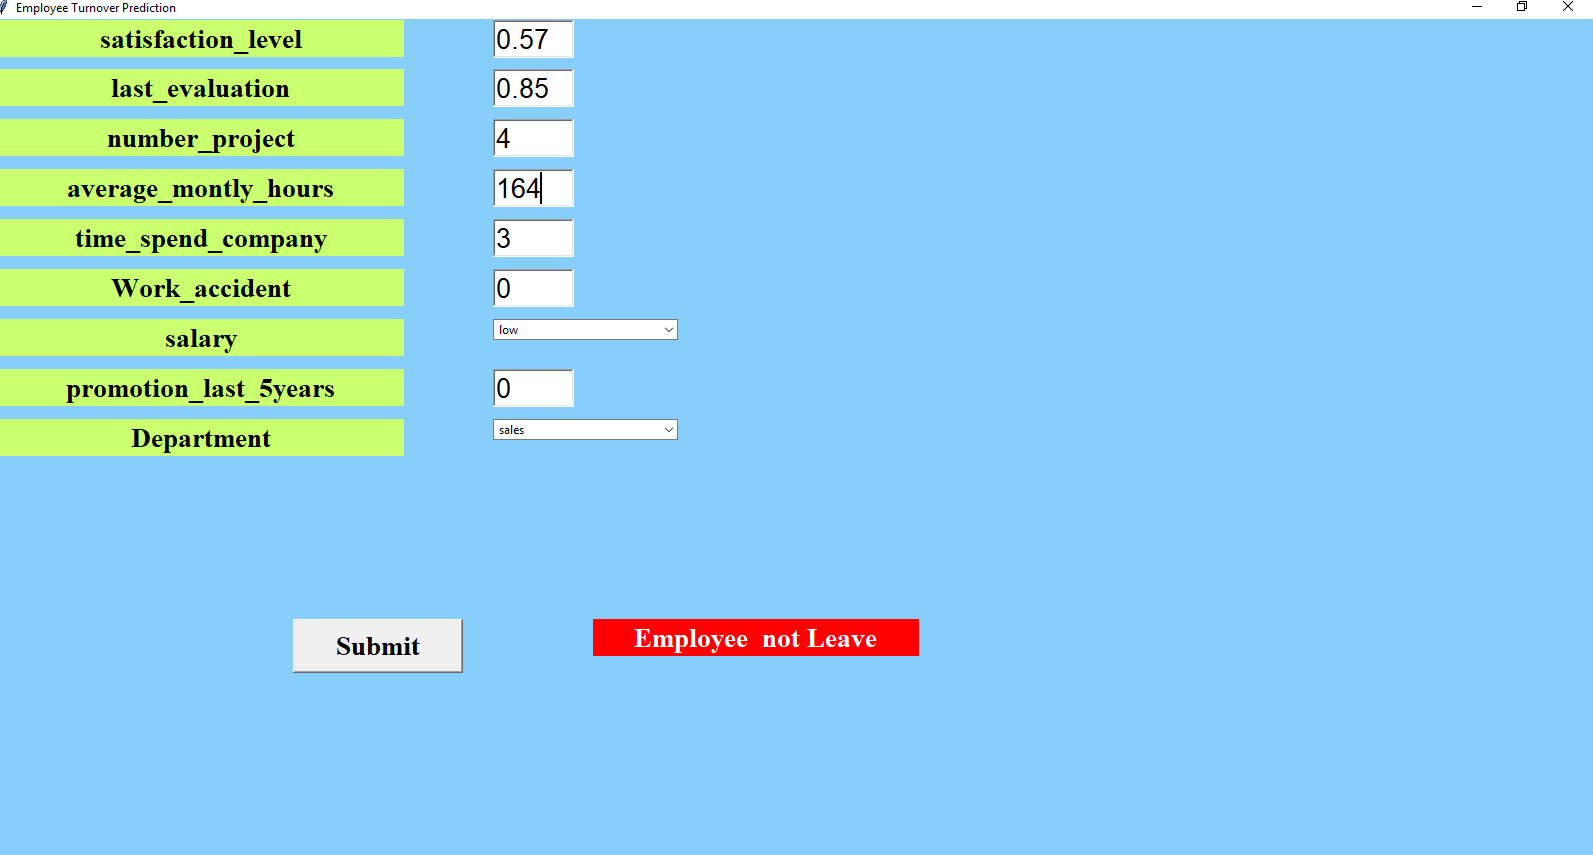 Employee Turnover Prediction
satisfaction_level 0.57
last_evaluation 0.85
number_project 4
average_montly_hours 164
time_spend_company 3
Work_accident 0
salary low
promotion_last_5years 0
Department sales
Submit Employee  not Leave